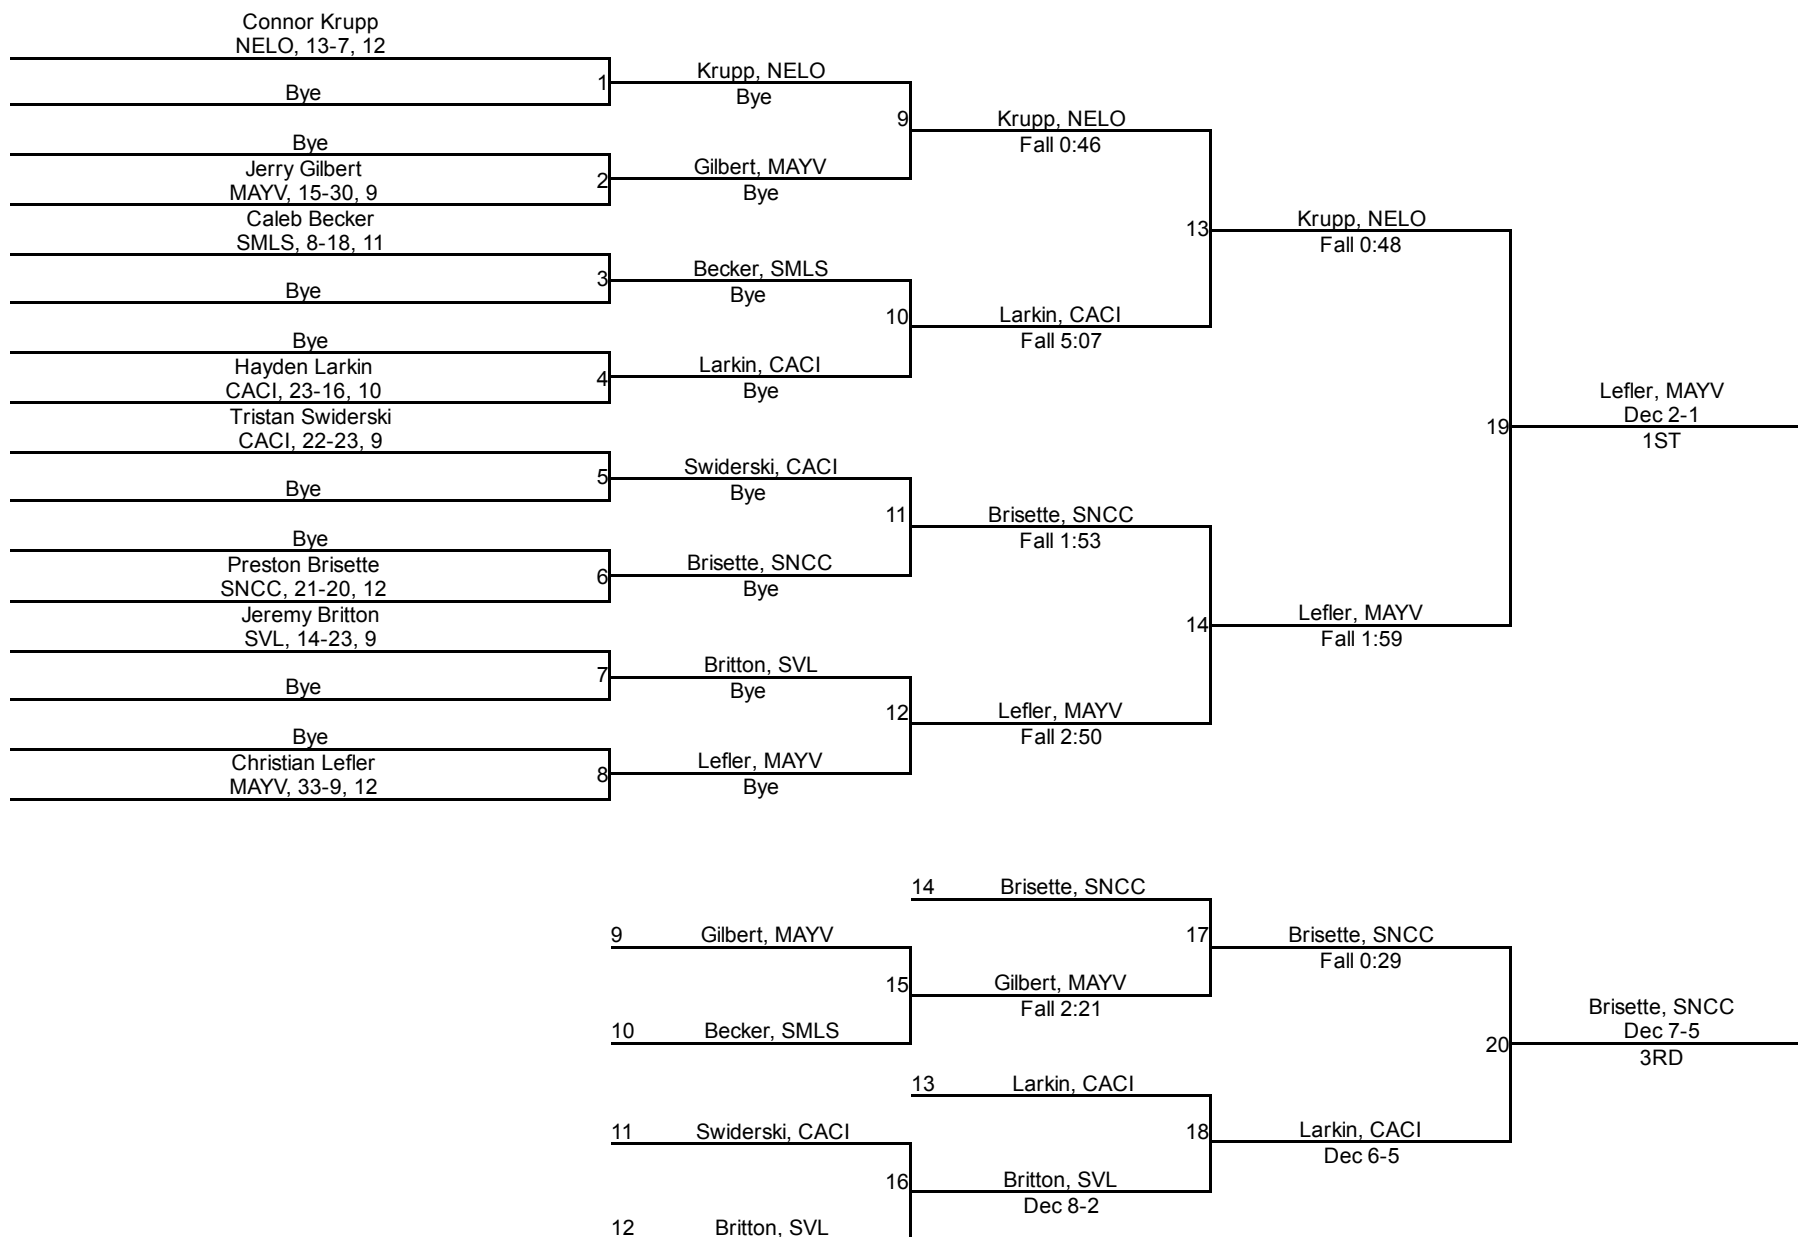 Connor Krupp
NELO, 13-7, 12
Bye
1
Bye
Jerry Gilbert
MAYV, 15-30, 9
2
Caleb Becker
SMLS, 8-18, 11
Bye
3
Bye
Hayden Larkin
CACI, 23-16, 10
4
Tristan Swiderski
CACI, 22-23, 9
Bye
5
Bye
Preston Brisette
SNCC, 21-20, 12
6
Jeremy Britton
SVL, 14-23, 9
Bye
7
Bye
Christian Lefler
MAYV, 33-9, 12
8
Krupp, NELO
Bye
9
Gilbert, MAYV
Bye
Becker, SMLS
Bye
10
Larkin, CACI
Bye
Swiderski, CACI
Bye
11
Brisette, SNCC
Bye
Britton, SVL
Bye
12
Lefler, MAYV
Bye
Krupp, NELO
Fall 0:46
13
Larkin, CACI
Fall 5:07
Brisette, SNCC
Fall 1:53
14
Lefler, MAYV
Fall 2:50
Krupp, NELO
Fall 0:48
19
Lefler, MAYV
Fall 1:59
Lefler, MAYV
Dec 2-1
1ST
14 Brisette, SNCC
9 Gilbert, MAYV
15
10 Becker, SMLS
Gilbert, MAYV
Fall 2:21
17
13 Larkin, CACI
11 Swiderski, CACI
16
12 Britton, SVL
Britton, SVL
Dec 8-2
18
Brisette, SNCC
Fall 0:29
20
Larkin, CACI
Dec 6-5
Brisette, SNCC
Dec 7-5
3RD